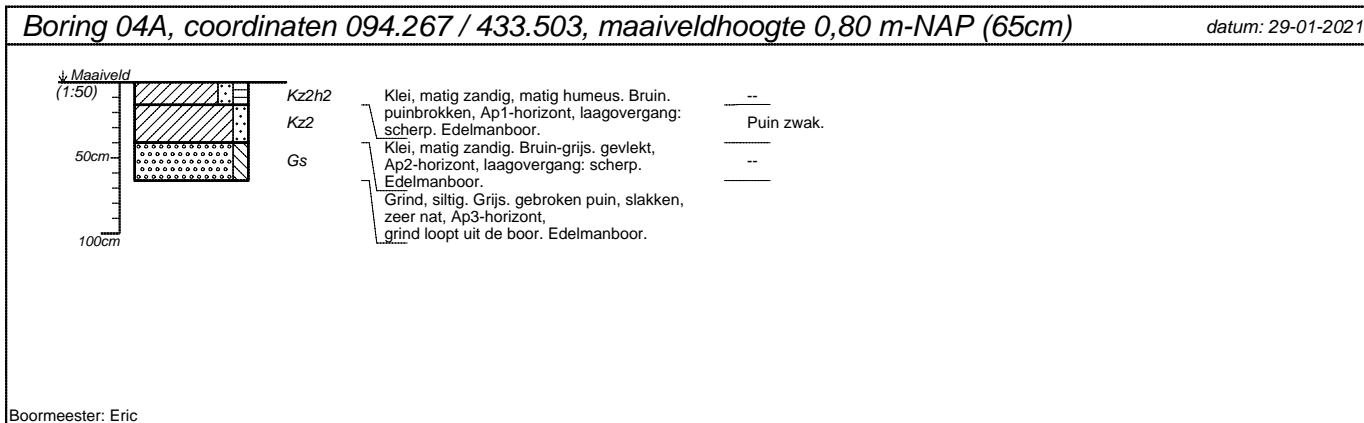 Boring 04A, coordinaten 094.267 / 433.503, maaiveldhoogte 0,80 m-NAP (65cm)
datum: 29-01-2021
Maaiveld
(1:50)
50cm
100cm
Kz2h2
Klei, matig zandig, matig humeus. Bruin.
puinbrokken, Ap1-horizont, laagovergang:
scherp. Edelmanboor.
--
Kz2
Klei, matig zandig. Bruin-grijs. gevlekt,
Ap2-horizont, laagovergang: scherp.
Edelmanboor.
Puin zwak.
Gs
Grind, siltig. Grijs. gebroken puin, slakken,
zeer nat, Ap3-horizont,
grind loopt uit de boor. Edelmanboor.
--
Boormeester: Eric